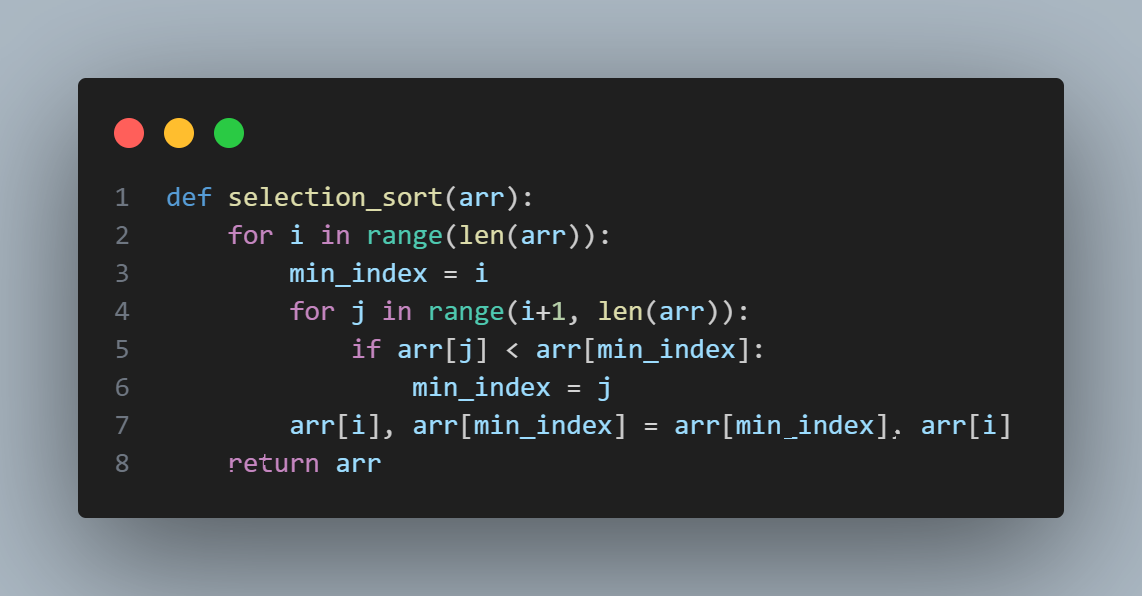 1 def selection_sort(arr):
2     for i in range(len(arr)):
3         min_index = i
4         for j in range(i+1, len(arr)):
5             if arr[j] < arr[min_index]:
6                 min_index = j
7         arr[i], arr[min_index] = arr[min_index], arr[i]
8     return arr